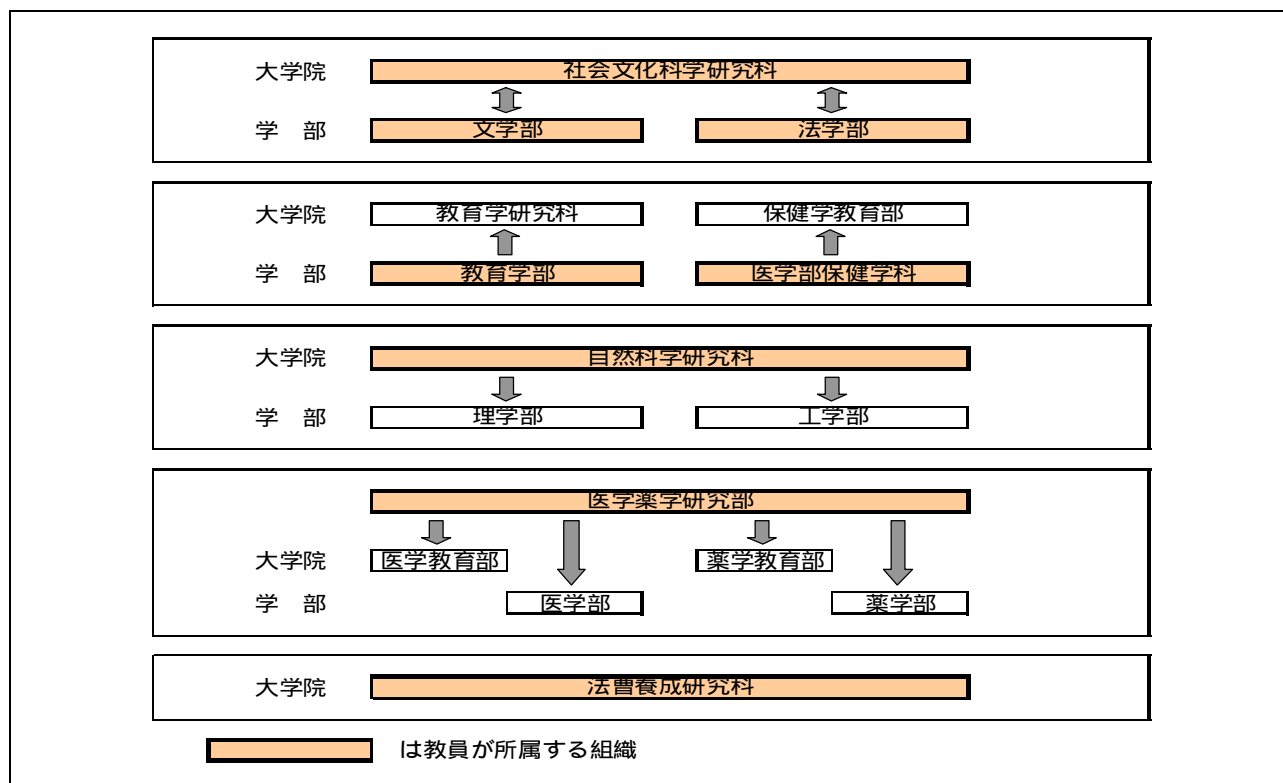 大学院 社会文化科学研究科
学 部 文学部 法学部
大学院 教育学研究科 保健学教育部
学 部 教育学部 医学部保健学科
大学院 自然科学研究科
学 部 理学部 工学部
医学薬学研究部
大学院 医学教育部 薬学教育部
学 部 医学部 薬学部
大学院 法曹養成研究科
は教員が所属する組織